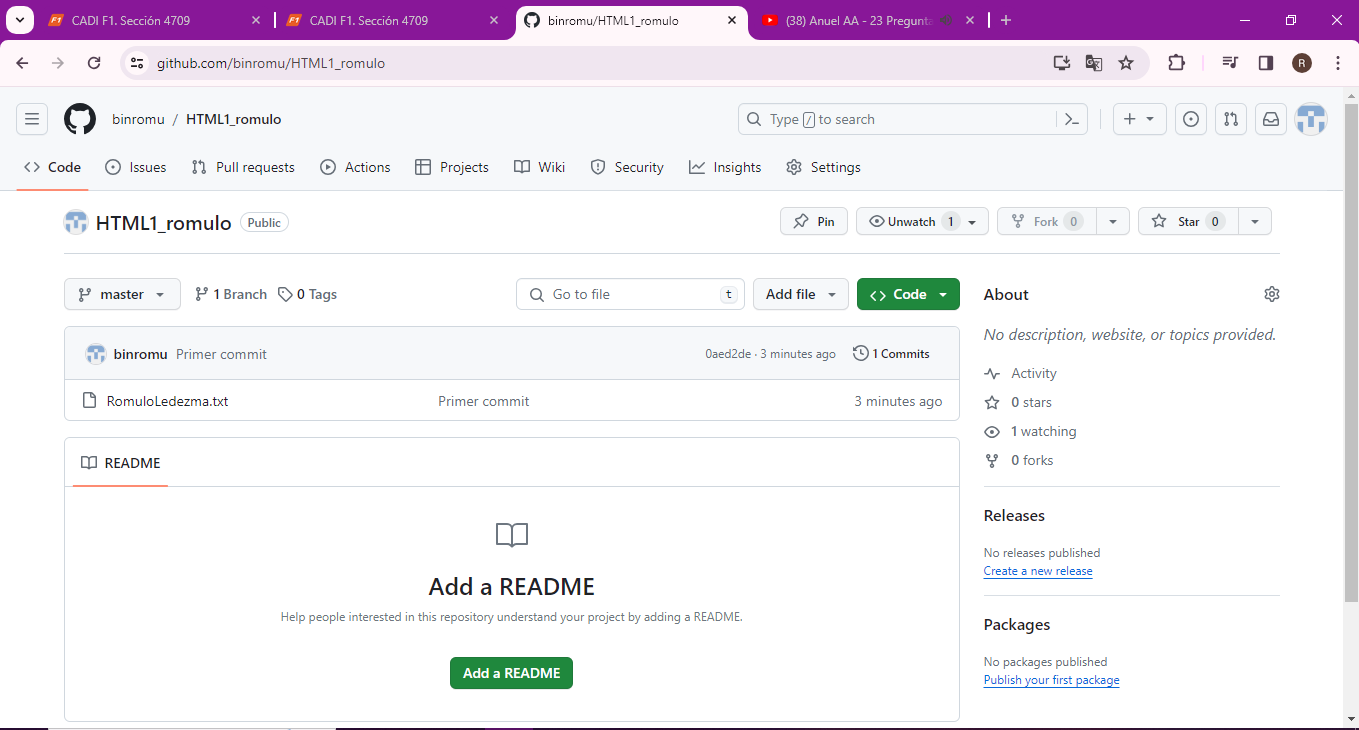 CADI F1. Sección 4709
CADI F1. Sección 4709
binromu/HTML1_romulo
(38) Anuel AA - 23 Pregunta
github.com/binromu/HTML1_romulo
R
binromu / HTML1_romulo
Type / to search
Code Issues Pull requests Actions Projects Wiki Security Insights Settings
HTML1_romulo Public
Pin Unwatch 1 Fork 0 Star 0
master 1 Branch 0 Tags
Go to file t
Add file
Code
About
No description, website, or topics provided.
binromu Primer commit 0aed2de · 3 minutes ago 1 Commits
Activity
RomuloLedezma.txt Primer commit 3 minutes ago
0 stars
1 watching
0 forks
README
Releases
No releases published
Create a new release
Add a README
Help people interested in this repository understand your project by adding a README.
Packages
No packages published
Publish your first package
Add a README